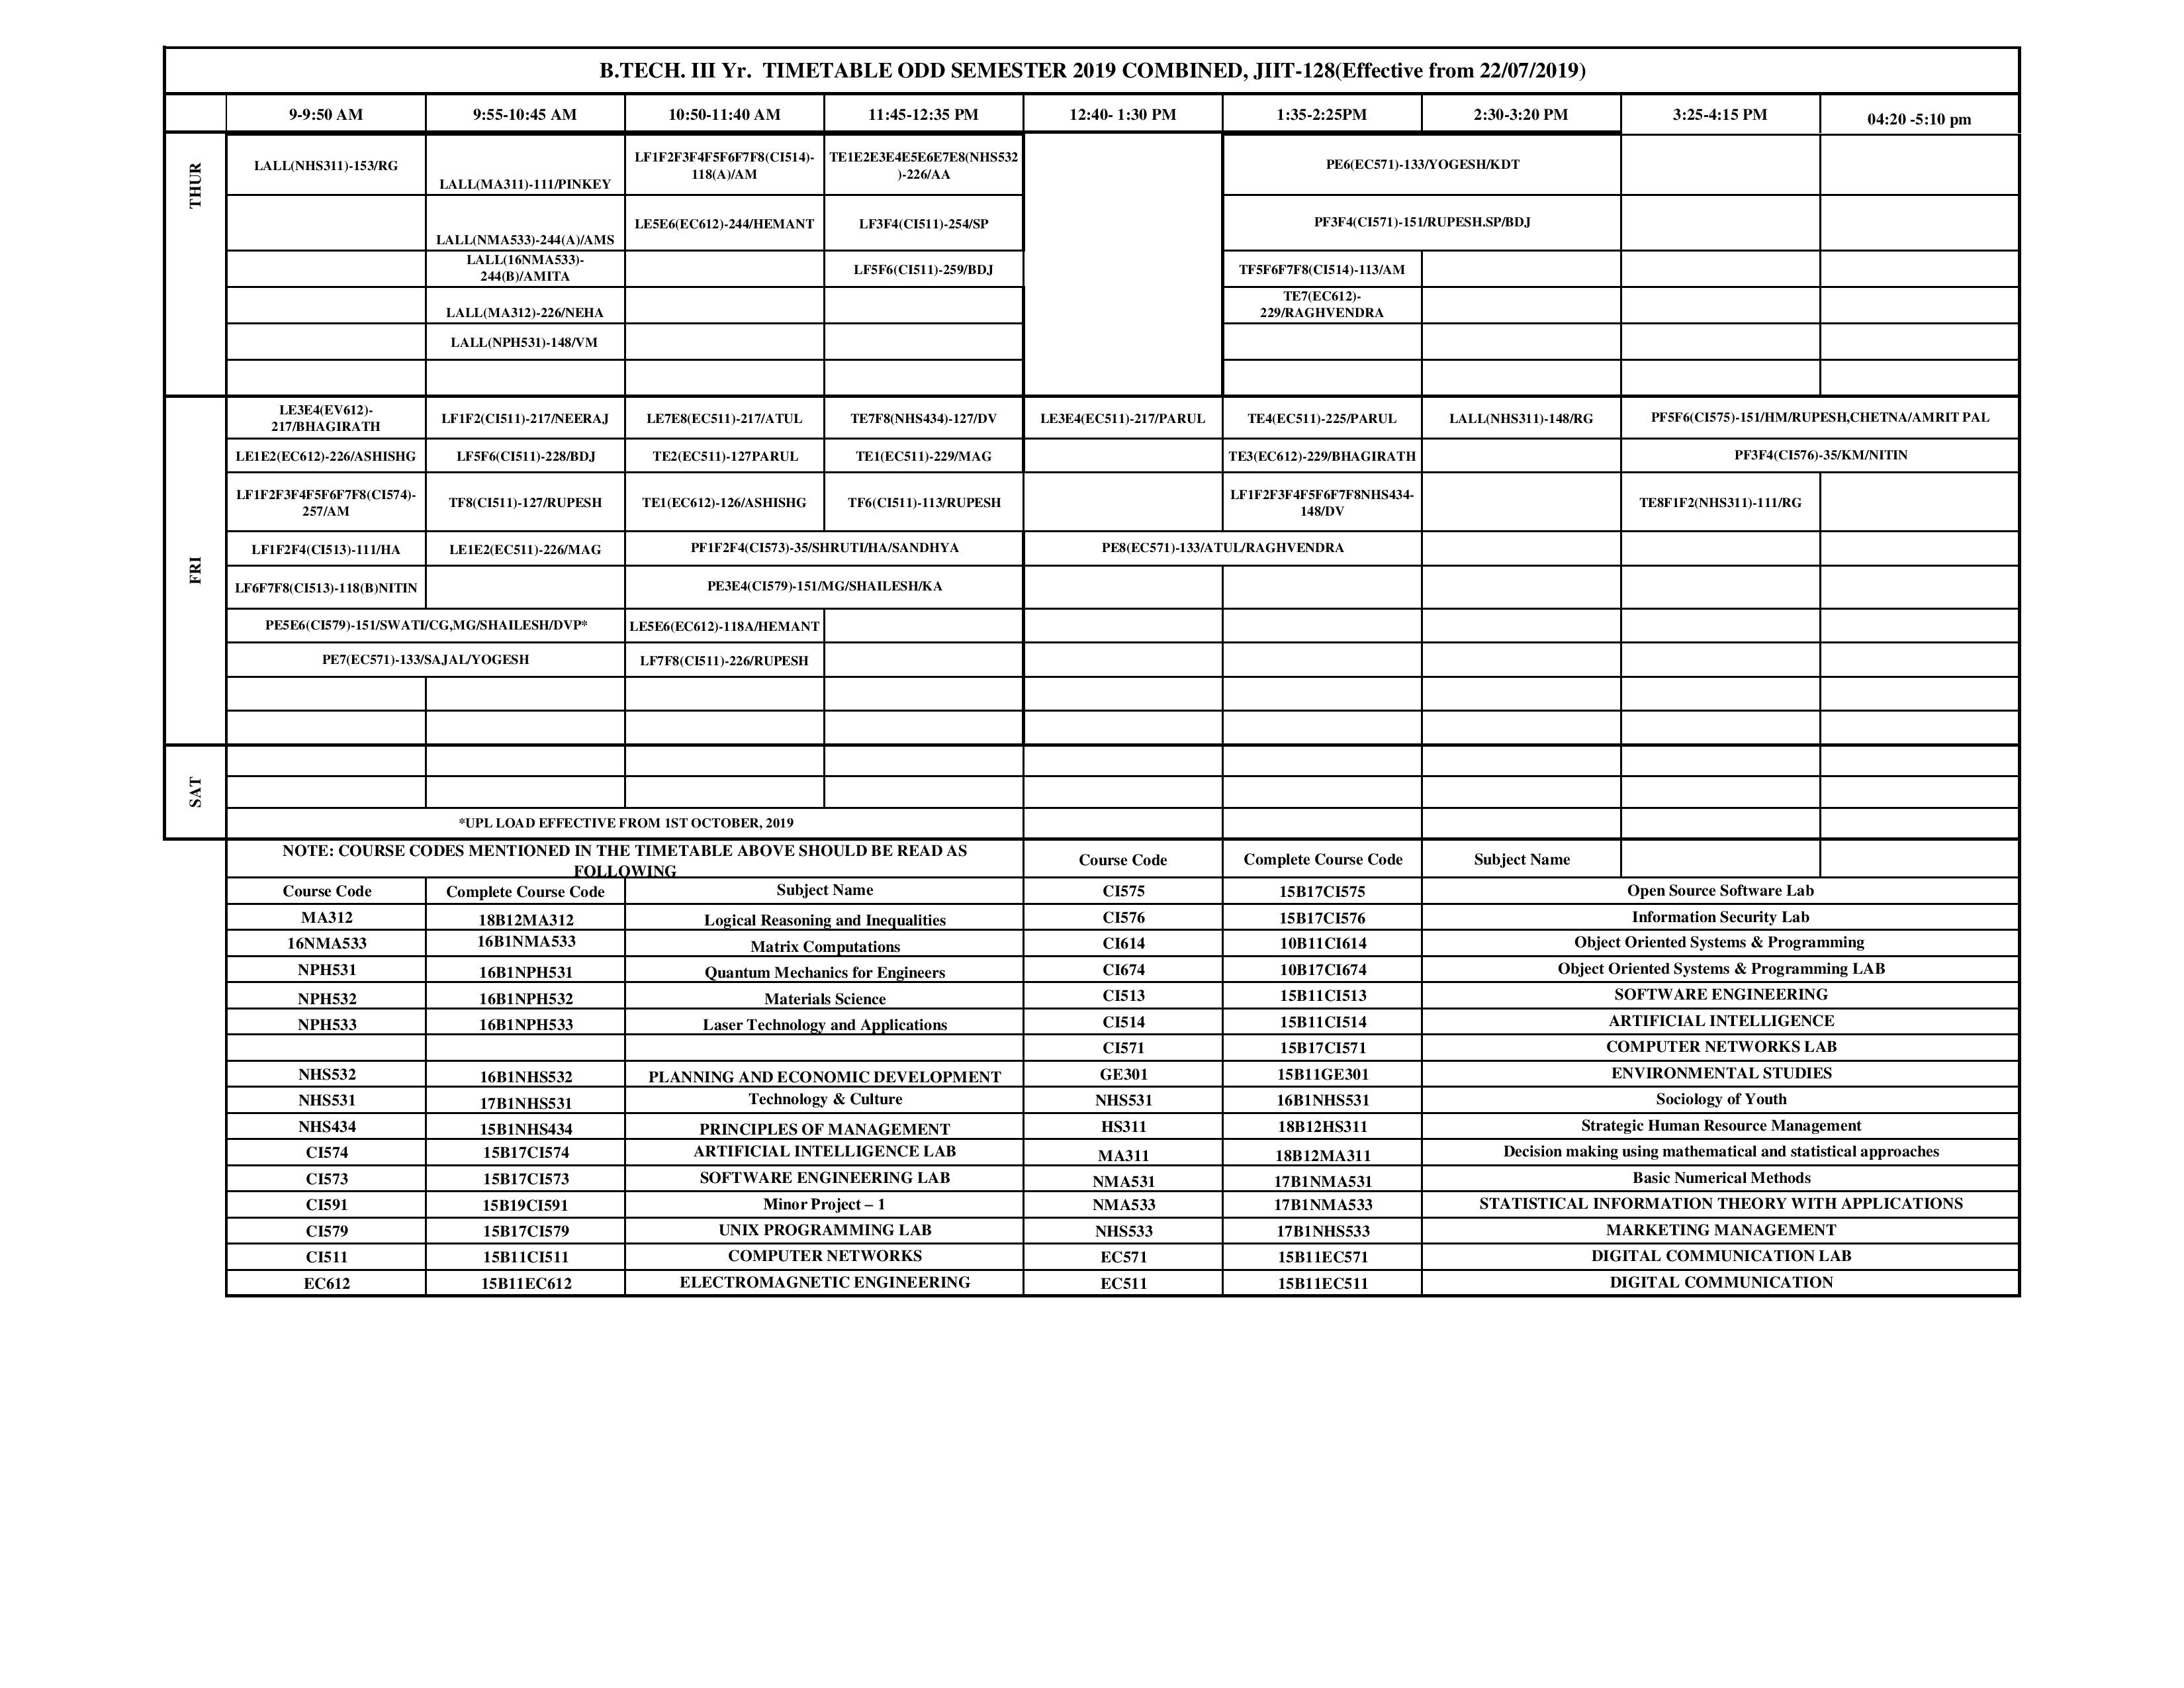 B.TECH. III Yr. TIMETABLE ODD SEMESTER 2019 COMBINED, JIIT-128(Effective from 22/07/2019)
9-9:50 AM 9:55-10:45 AM 10:50-11:40 AM 11:45-12:35 PM 12:40- 1:30 PM 1:35-2:25PM 2:30-3:20 PM 3:25-4:15 PM 04:20 -5:10 pm
THUR
LALL(NHS311)-153/RG LALL(MA311)-111/PINKEY LF1F2F3F4F5F6F7F8(CI514)-118(A)/AM TE1E2E3E4E5E6E7E8(NHS532)-226/AA PE6(EC571)-133/YOGESH/KDT
LALL(NMA533)-244(A)/AMS LE5E6(EC612)-244/HEMANT LF3F4(CI511)-254/SP PF3F4(CI571)-151/RUPESH.SP/BDJ
LALL(16NMA533)-244(B)/AMITA LF5F6(CI511)-259/BDJ TF5F6F7F8(CI514)-113/AM
LALL(MA312)-226/NEHA TE7(EC612)-229/RAGHVENDRA
LALL(NPH531)-148/VM
FRI
LE3E4(EV612)-217/BHAGIRATH LF1F2(CI511)-217/NEERAJ LE7E8(EC511)-217/ATUL TE7F8(NHS434)-127/DV LE3E4(EC511)-217/PARUL TE4(EC511)-225/PARUL LALL(NHS311)-148/RG PF5F6(CI575)-151/HM/RUPESH,CHETNA/AMRIT PAL
LE1E2(EC612)-226/ASHISHG LF5F6(CI511)-228/BDJ TE2(EC511)-127PARUL TE1(EC511)-229/MAG TE3(EC612)-229/BHAGIRATH PF3F4(CI576)-35/KM/NITIN
LF1F2F3F4F5F6F7F8(CI574)-257/AM TF8(CI511)-127/RUPESH TE1(EC612)-126/ASHISHG TF6(CI511)-113/RUPESH LF1F2F3F4F5F6F7F8NHS434-148/DV TE8F1F2(NHS311)-111/RG
LF1F2F4(CI513)-111/HA LE1E2(EC511)-226/MAG PF1F2F4(CI573)-35/SHRUTI/HA/SANDHYA PE8(EC571)-133/ATUL/RAGHVENDRA
LF6F7F8(CI513)-118(B)NITIN PE3E4(CI579)-151/MG/SHAILESH/KA
PE5E6(CI579)-151/SWATI/CG,MG/SHAILESH/DVP* LE5E6(EC612)-118A/HEMANT
PE7(EC571)-133/SAJAL/YOGESH LF7F8(CI511)-226/RUPESH
SAT
*UPL LOAD EFFECTIVE FROM 1ST OCTOBER, 2019
NOTE: COURSE CODES MENTIONED IN THE TIMETABLE ABOVE SHOULD BE READ AS FOLLOWING Course Code Complete Course Code Subject Name
Course Code Complete Course Code Subject Name CI575 15B17CI575 Open Source Software Lab
MA312 18B12MA312 Logical Reasoning and Inequalities CI576 15B17CI576 Information Security Lab
16NMA533 16B1NMA533 Matrix Computations CI614 10B11CI614 Object Oriented Systems & Programming
NPH531 16B1NPH531 Quantum Mechanics for Engineers CI674 10B17CI674 Object Oriented Systems & Programming LAB
NPH532 16B1NPH532 Materials Science CI513 15B11CI513 SOFTWARE ENGINEERING
NPH533 16B1NPH533 Laser Technology and Applications CI514 15B11CI514 ARTIFICIAL INTELLIGENCE
CI571 15B17CI571 COMPUTER NETWORKS LAB
NHS532 16B1NHS532 PLANNING AND ECONOMIC DEVELOPMENT GE301 15B11GE301 ENVIRONMENTAL STUDIES
NHS531 17B1NHS531 Technology & Culture NHS531 16B1NHS531 Sociology of Youth
NHS434 15B1NHS434 PRINCIPLES OF MANAGEMENT HS311 18B12HS311 Strategic Human Resource Management
CI574 15B17CI574 ARTIFICIAL INTELLIGENCE LAB MA311 18B12MA311 Decision making using mathematical and statistical approaches
CI573 15B17CI573 SOFTWARE ENGINEERING LAB NMA531 17B1NMA531 Basic Numerical Methods
CI591 15B19CI591 Minor Project – 1 NMA533 17B1NMA533 STATISTICAL INFORMATION THEORY WITH APPLICATIONS
CI579 15B17CI579 UNIX PROGRAMMING LAB NHS533 17B1NHS533 MARKETING MANAGEMENT
CI511 15B11CI511 COMPUTER NETWORKS EC571 15B11EC571 DIGITAL COMMUNICATION LAB
EC612 15B11EC612 ELECTROMAGNETIC ENGINEERING EC511 15B11EC511 DIGITAL COMMUNICATION